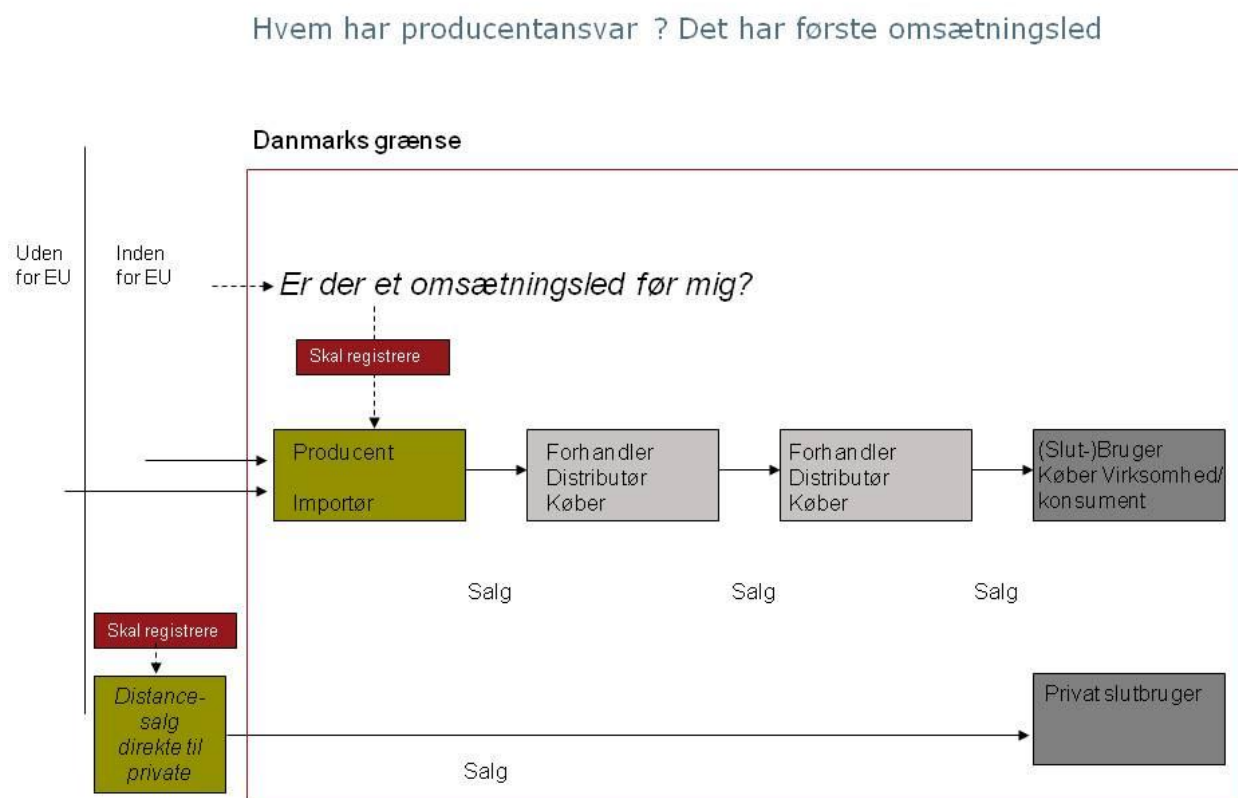 Hvem har producentansvar ? Det har første omsætningsled
Danmarks grænse
Uden
for EU
Inden
for EU
Er der et omsætningsled før mig?
Skal registrere
Producent
Importør
Forhandler
Distributør
Køber
Forhandler
Distributør
Køber
(Slut-)Bruger
Køber Virksomhed/
konsument
Salg
Salg
Salg
Skal registrere
Distance-
salg
direkte til
private
Privat slutbruger
Salg